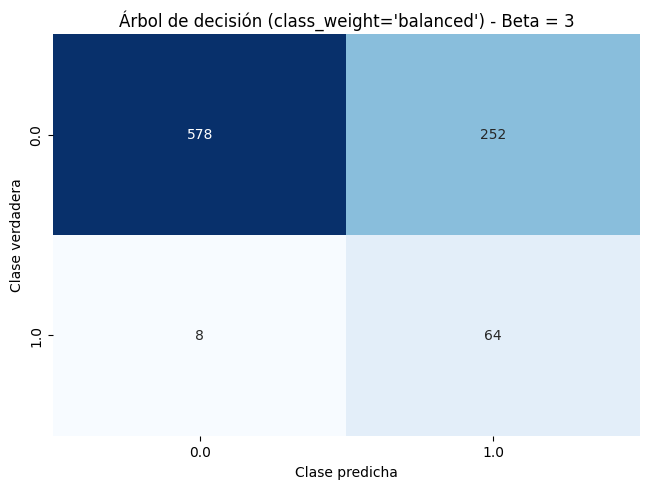 Árbol de decisión (class_weight='balanced') - Beta = 3
Clase verdadera
0.0
578
252
1.0
8
64
0.0
1.0
Clase predicha